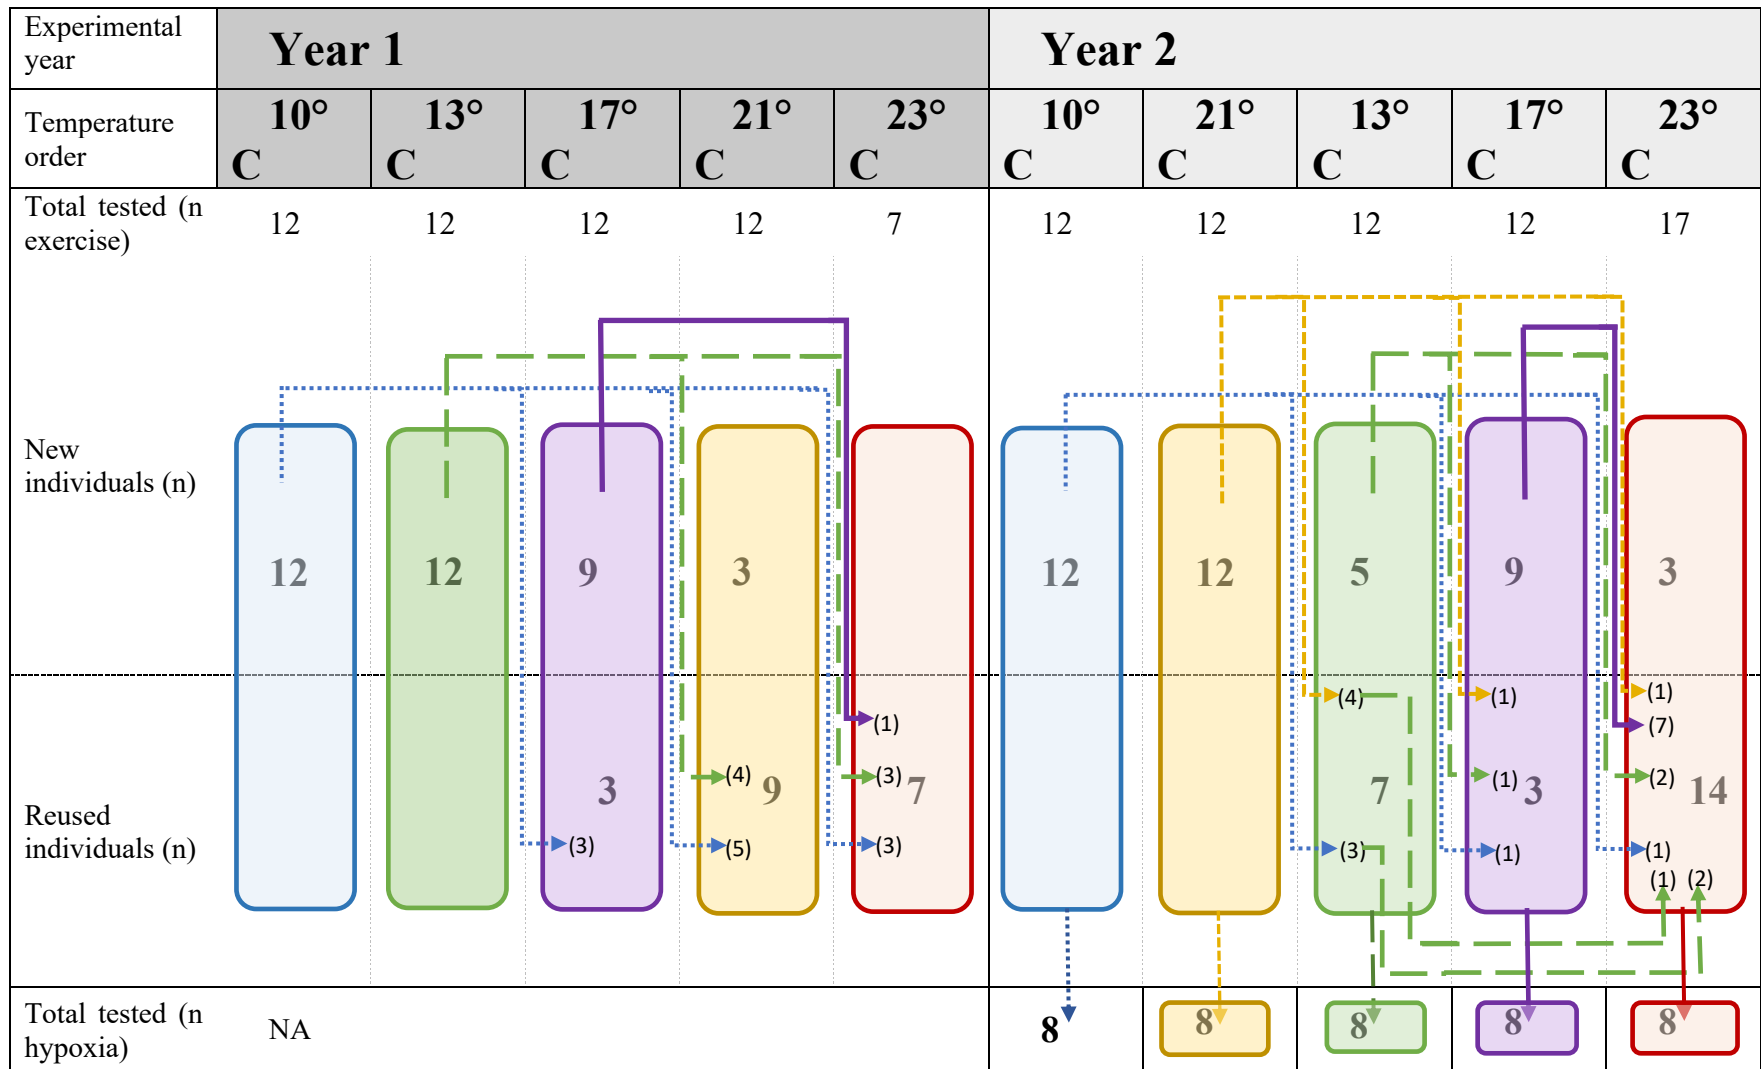 Experimental
year
Year 1
Year 2
Temperature
order
10°
C
13°
C
17°
C
21°
C
23°
C
10°
C
21°
C
13°
C
17°
C
23°
C
Total tested (n
exercise)
12
12
12
12
7
12
12
12
12
17
New
individuals (n)
12
12
9
3
12
12
5
9
3
Reused
individuals (n)
(4)
(1)
(1)
(1)
(7)
(4)
(3)
(1)
(2)
3
9
7
7
3
14
(3)
(5)
(3)
(3)
(1)
(1)
(1)
(2)
Total tested (n
hypoxia)
NA
8
8
8
8
8